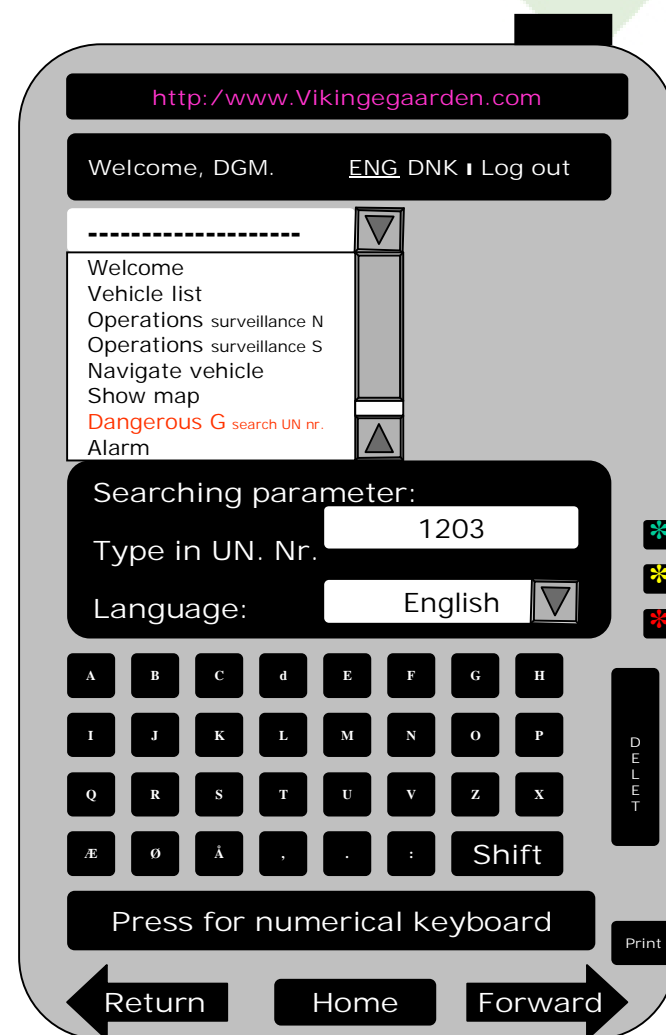 http:/www.Vikingegaarden.com
Welcome, DGM. ENG DNK ı Log out
--------------------
Welcome
Vehicle list
Operations surveillance N
Operations surveillance S
Navigate vehicle
Show map
Dangerous G search UN nr.
Alarm
Searching parameter:
1203
Type in UN. Nr.
Language: English
*
*
*
A B C d E F G H
I J K L M N O P
Q R S T U V Z X
Æ Ø Å , . : Shift
D
E
L
E
T
Press for numerical keyboard
Print
Return Home Forward